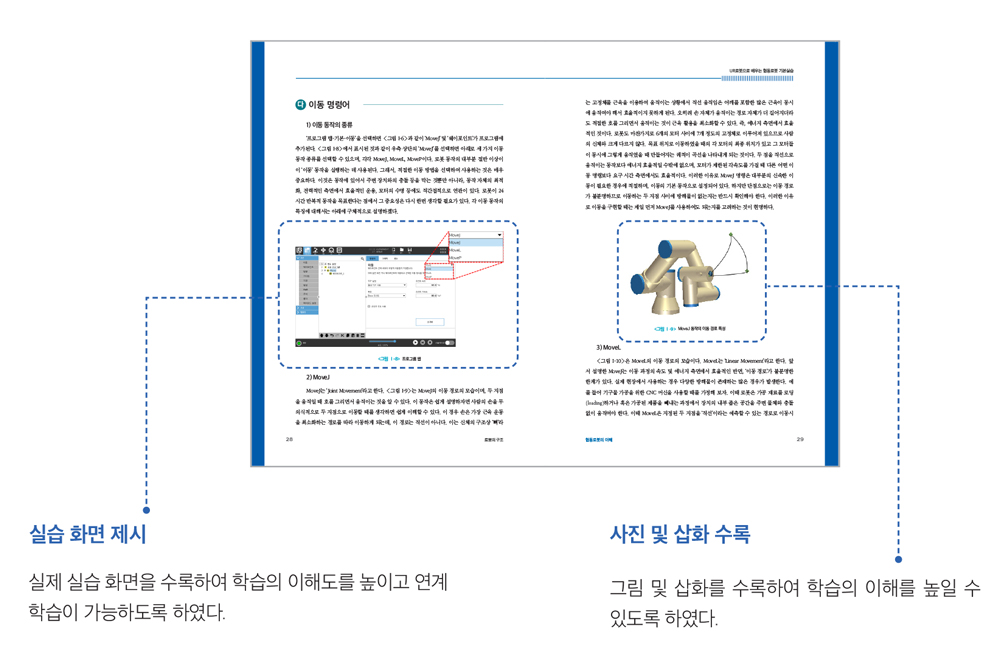 UR로봇으로 배우는 협동로봇 기본실습
다 이동 명령어
1) 이동 동작의 종류
'프로그램 탭-기본-이동'을 선택하면 <그림 1-6>과 같이 'MoveJ' 및 '웨이포인트'가 프로그램에
추가된다. <그림 1-8>에서 표시된 것과 같이 우측 상단의 'MoveJ'를 선택하면 아래로 세 가지 이동
동작 종류를 선택할 수 있으며, 각각 MoveJ, MoveL, MoveP이다. 로봇 동작의 대부분 절반 이상이
이 '이동' 동작을 실행하는 데 사용된다. 그래서, 적절한 이동 방법을 선택하여 사용하는 것은 매우
중요하다. 이것은 동작에 있어서 주변 장치와의 충돌 등을 막는 것뿐만 아니라, 동작 자체의 최적
화, 전력적인 측면에서 효율적인 운용, 모터의 수명 등에도 직간접적으로 연관이 있다. 로봇이 24
시간 반복적 동작을 목표한다는 점에서 그 중요성은 다시 한번 생각할 필요가 있다. 각 이동 동작의
특징에 대해서는 아래에 구체적으로 설명하겠다.
MoveJ
MoveJ
MoveL
MoveP
<그림 1-8> 프로그램 탭
2) MoveJ
MoveJ는 'Joint Movement'라고 한다. <그림 1-9>는 MoveJ의 이동 경로의 모습이며, 두 지점
을 움직일 때 호를 그리면서 움직이는 것을 알 수 있다. 이 동작은 쉽게 설명하자면 사람의 손을 무
의식적으로 두 지점으로 이동할 때를 생각하면 쉽게 이해할 수 있다. 이 경우 손은 가장 근육 운동
을 최소화하는 경로를 따라 이동하게 되는데, 이 경로는 직선이 아니다. 이는 신체의 구조상 '뼈'라
28
로봇의 구조
는 고정체를 근육을 이용하여 움직이는 상황에서 직선 움직임은 어깨를 포함한 많은 근육이 동시
에 움직여야 해서 효율적이지 못하게 된다. 오히려 손 자체가 움직이는 경로 자체가 더 길어지더라
도 적절한 호를 그리면서 움직이는 것이 근육 활용을 최소화할 수 있다. 즉, 에너지 측면에서 효율
적인 것이다. 로봇도 마찬가지로 6개의 모터 사이에 7개 정도의 고정체로 이루어져 있으므로 사람
의 신체와 크게 다르지 않다. 목표 위치로 이동하였을 때의 각 모터의 최종 위치가 있고 그 모터들
이 동시에 그렇게 움직였을 때 만들어지는 궤적이 곡선을 나타내게 되는 것이다. 두 점을 직선으로
움직이는 동작보다 에너지 효율적일 수밖에 없으며, 모터가 제한된 각속도를 가질 때 다른 어떤 이
동 명령보다 요구 시간 측면에서도 효율적이다. 이러한 이유로 MoveJ 명령은 대부분의 신속한 이
동이 필요한 경우에 적절하며, 이동의 기본 동작으로 설정되어 있다. 하지만 단점으로는 이동 경로
가 불분명하므로 이동하는 두 지점 사이에 방해물이 없는지는 반드시 확인해야 한다. 이러한 이유
로 이동을 구현할 때는 제일 먼저 MoveJ를 사용하여도 되는가를 고려하는 것이 현명하다.
<그림 1-9> MoveJ 동작의 이동 경로 특성
3) MoveL
<그림 1-10>은 MoveL의 이동 경로의 모습이다. MoveL는 'Linear Movement'라고 한다. 앞
서 설명한 MoveJ는 이동 과정의 속도 및 에너지 측면에서 효율적인 반면, '이동 경로'가 불분명한
한계가 있다. 실제 현장에서 사용하는 경우 다양한 방해물이 존재하는 많은 경우가 발생한다. 예
를 들어 가구를 가공을 위한 CNC 머신을 사용할 때를 가정해 보자. 이때 로봇은 가공 재료를 로딩
(loading)하거나 혹은 가공된 제품을 빼내는 과정에서 장치의 내부 좁은 공간을 주변 물체와 충돌
없이 움직여야 한다. 이때 MoveL은 지정된 두 지점을 '직선'이라는 예측할 수 있는 경로로 이동시
협동로봇의 이해
29
실습 화면 제시
실제 실습 화면을 수록하여 학습의 이해도를 높이고 연계
학습이 가능하도록 하였다.
사진 및 삽화 수록
그림 및 삽화를 수록하여 학습의 이해를 높일 수
있도록 하였다.